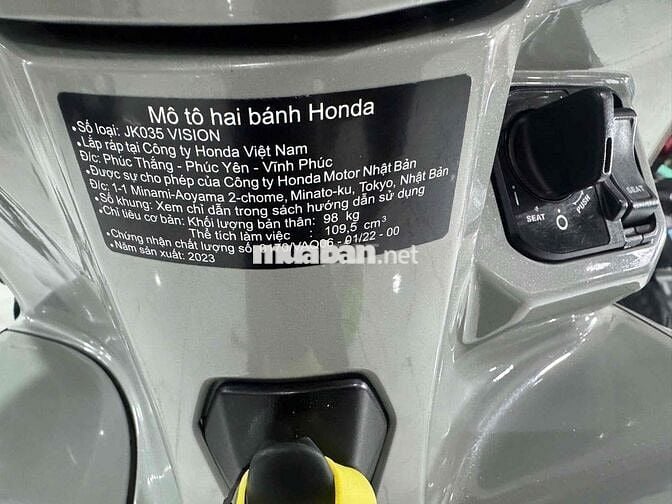 Mô tô hai bánh Honda
•Số loại: JK035 VISION
•Lắp ráp tại Công ty Honda Việt Nam
Đ/c: Phúc Thắng - Phúc Yên - Vĩnh Phúc
•Được sự cho phép của Công ty Honda Motor Nhật Bản
Đ/c: 1-1 Minami-Aoyama 2-chome, Minato-ku, Tokyo, Nhật Bản
•Số khung: Xem chỉ dẫn trong sách hướng dẫn sử dụng
•Chỉ tiêu cơ bản: Khối lượng bản thân: 98 kg
Thể tích làm việc : 109,5 cm³
•Chứng nhận chất lượng số: - 01/22 - 00
•Năm sản xuất: 2023
muaban.net
SEAT
PUSH
SEAT